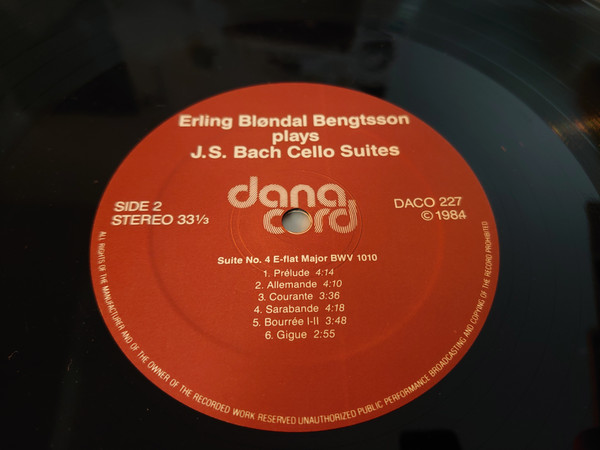 Erling Bløndal Bengtsson
plays
J.S. Bach Cello Suites
dana
cord
SIDE 2
STEREO 33⅓
DACO 227
© 1984
Suite No. 4 E-flat Major BWV 1010
1. Prélude 4:14
2. Allemande 4:10
3. Courante 3:36
4. Sarabande 4:18
5. Bourrée I-II 3:48
6. Gigue 2:55
ALL RIGHTS OF THE MANUFACTURER AND OF THE OWNER OF THE RECORDED WORK RESERVED UNAUTHORIZED PUBLIC PERFORMANCE BROADCASTING AND COPYING OF THE RECORD PROHIBITED